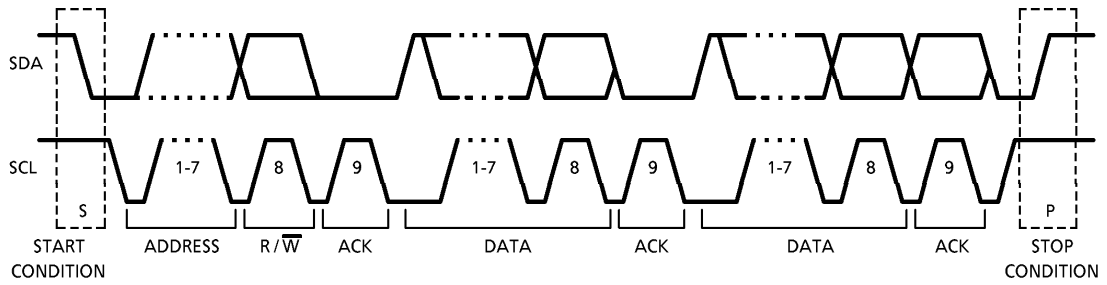 SDA
SCL
1-7
8
9
1-7
8
9
1-7
8
9
S
P
START CONDITION
ADDRESS
R / W̅
ACK
DATA
ACK
DATA
ACK
STOP CONDITION